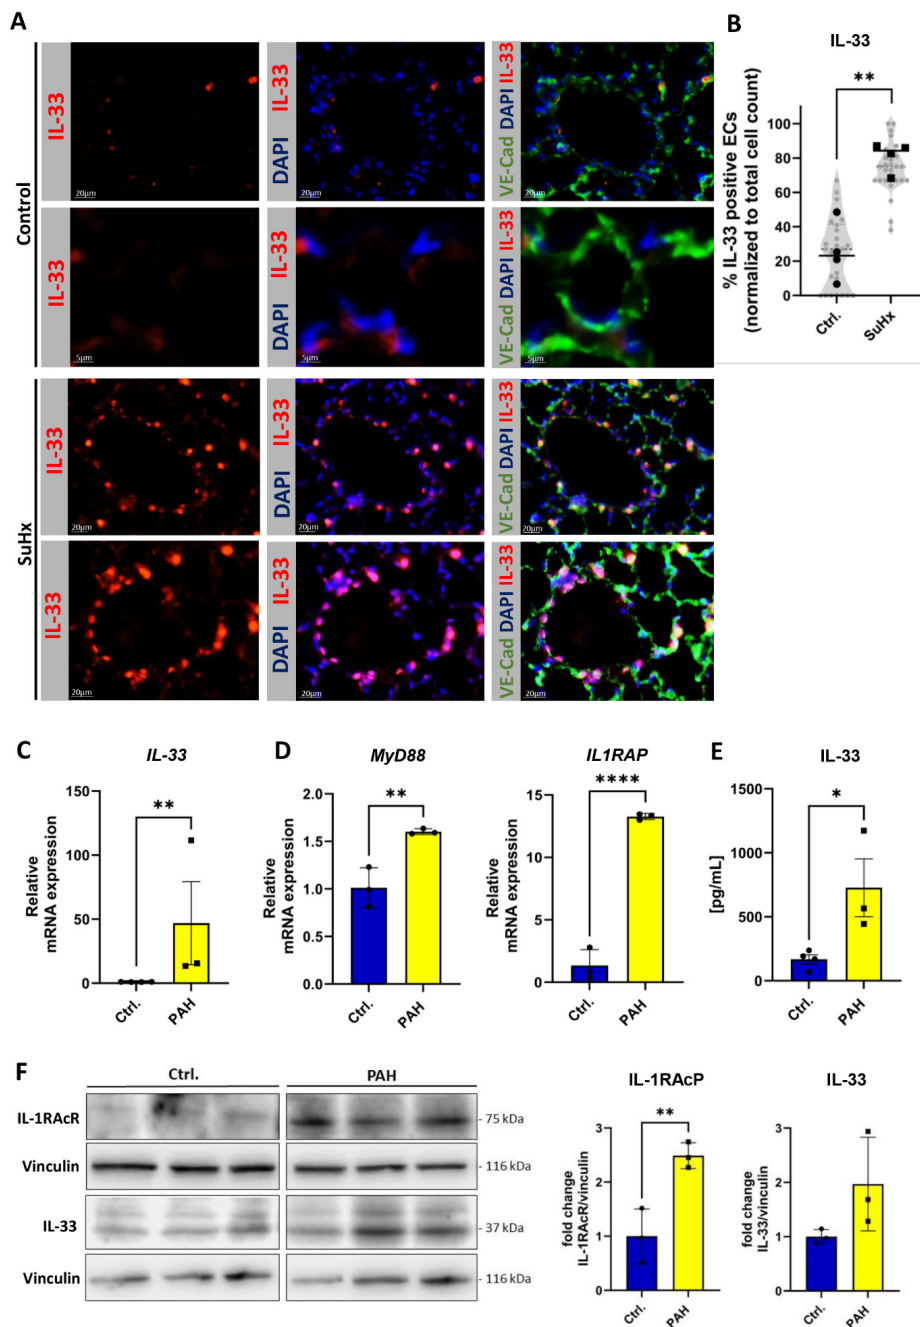 A
Control
IL-33
DAPI IL-33
VE-Cad DAPI IL-33
20µm
20µm
20µm
IL-33
DAPI IL-33
VE-Cad DAPI IL-33
5µm
5µm
5µm
SuHx
IL-33
DAPI IL-33
VE-Cad DAPI IL-33
20µm
20µm
20µm
IL-33
DAPI IL-33
VE-Cad DAPI IL-33
20µm
20µm
20µm
B
IL-33
**
% IL-33 positive ECs
(normalized to total cell count)
120
100
80
60
40
20
0
Ctrl.
SuHx
C
IL-33
**
Relative
mRNA expression
150
100
50
0
Ctrl.
PAH
D
MyD88
**
Relative
mRNA expression
2.0
1.5
1.0
0.5
0.0
Ctrl.
PAH
IL1RAP
****
Relative
mRNA expression
15
10
5
0
Ctrl.
PAH
E
IL-33
*
[pg/mL]
1500
1000
500
0
Ctrl.
PAH
F
Ctrl.
PAH
IL-1RAcR
- 75 kDa
Vinculin
- 116 kDa
IL-33
- 37 kDa
Vinculin
- 116 kDa
IL-1RAcP
**
fold change
IL-1RAcR/vinculin
3
2
1
0
Ctrl.
PAH
IL-33
fold change
IL-33/vinculin
3
2
1
0
Ctrl.
PAH